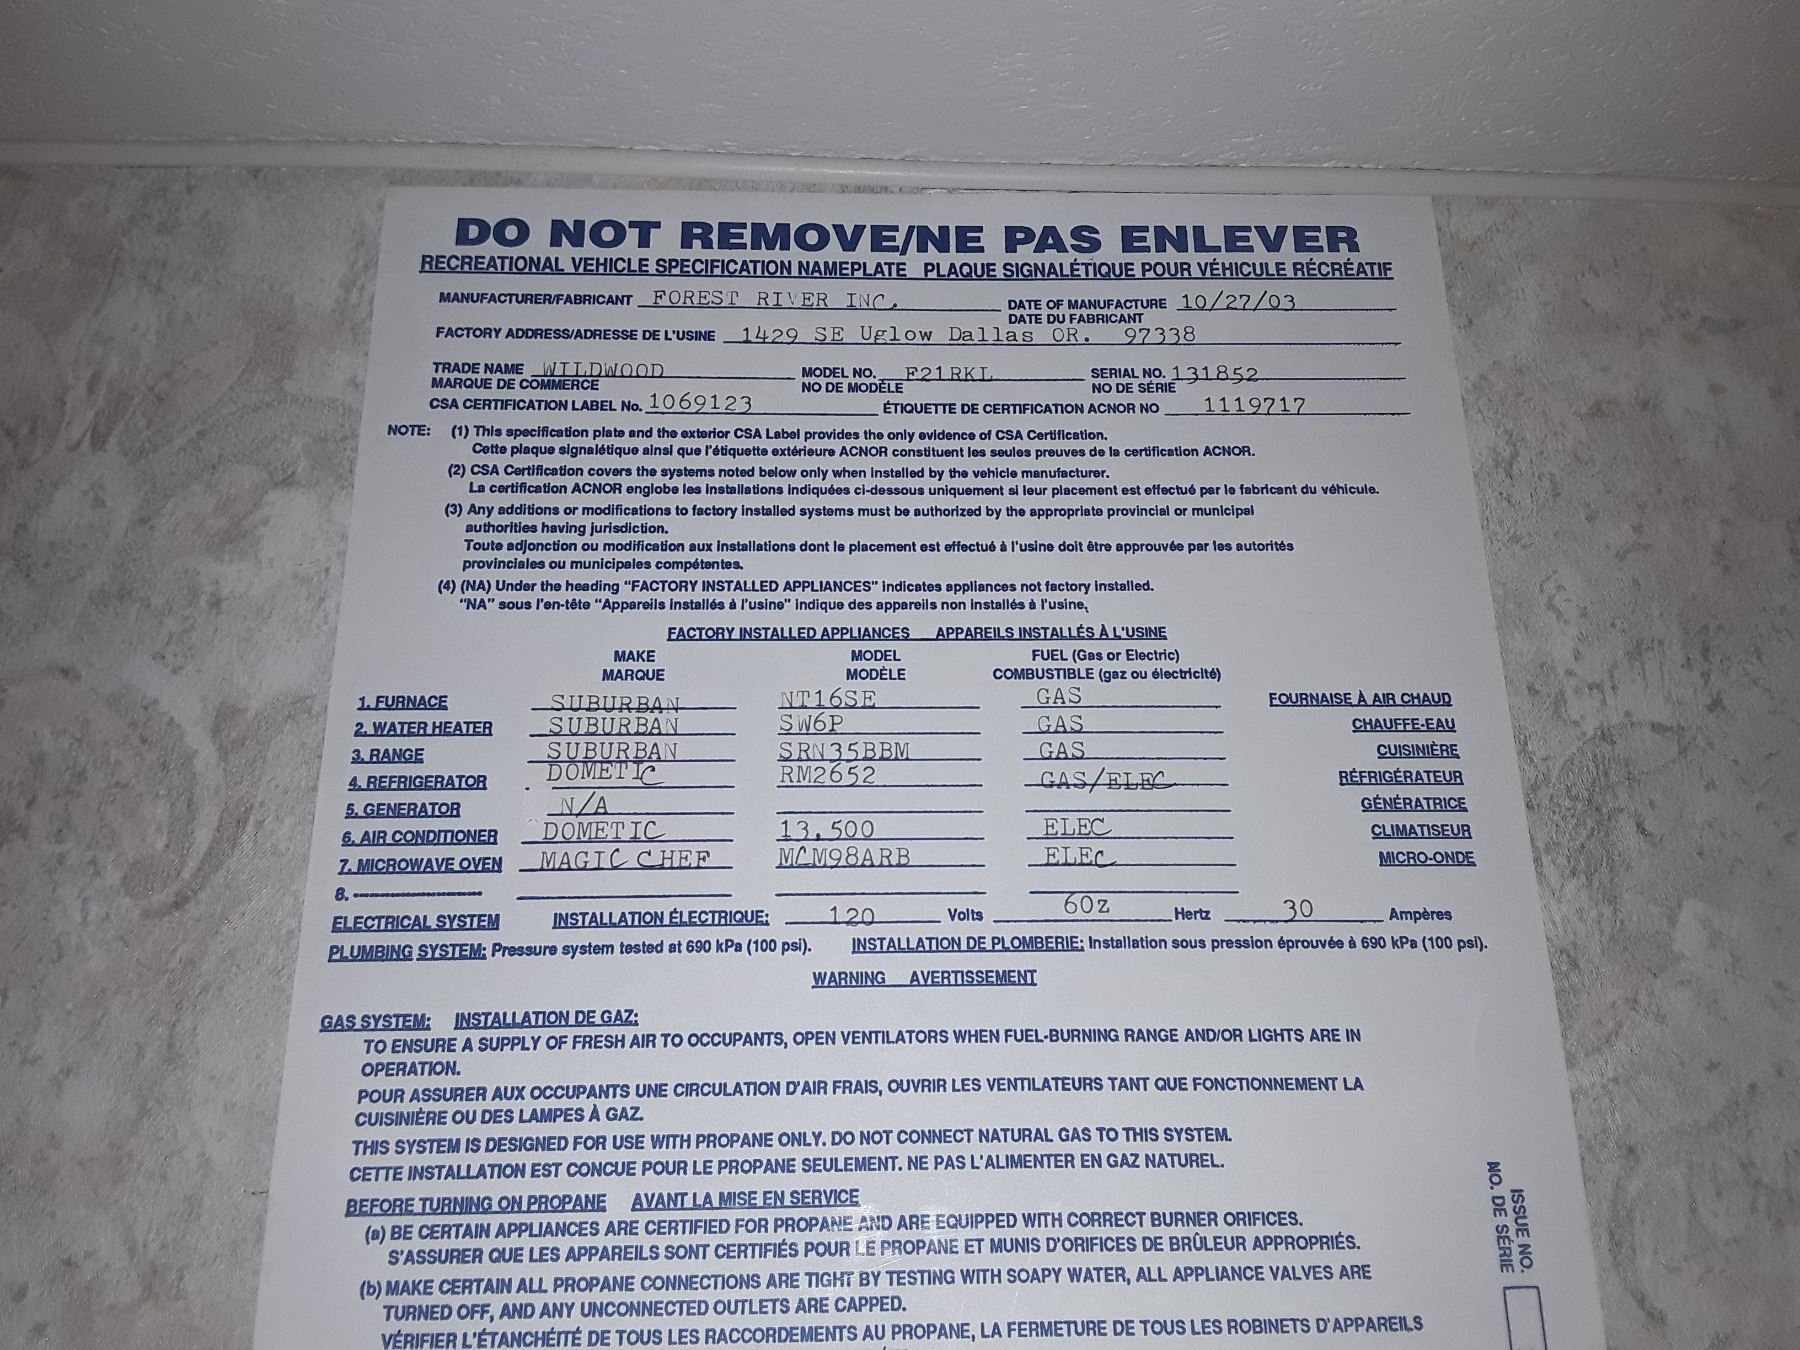 DO NOT REMOVE/NE PAS ENLEVER
RECREATIONAL VEHICLE SPECIFICATION NAMEPLATE PLAQUE SIGNALÉTIQUE POUR VÉHICULE RÉCRÉATIF
MANUFACTURER/FABRICANT FOREST RIVER INC. DATE OF MANUFACTURE 10/27/03
DATE DU FABRICANT
FACTORY ADDRESS/ADRESSE DE L'USINE 1429 SE Uglow Dallas OR. 97338
TRADE NAME WILDWOOD MODEL NO. F21RKL SERIAL NO. 131852
MARQUE DE COMMERCE NO DE MODÈLE NO DE SÉRIE
CSA CERTIFICATION LABEL No. 1069123 ÉTIQUETTE DE CERTIFICATION ACNOR NO 1119717
NOTE: (1) This specification plate and the exterior CSA Label provides the only evidence of CSA Certification.
Cette plaque signalétique ainsi que l'étiquette extérieure ACNOR constituent les seules preuves de la certification ACNOR.
(2) CSA Certification covers the systems noted below only when installed by the vehicle manufacturer.
La certification ACNOR englobe les installations indiquées ci-dessous uniquement si leur placement est effectué par le fabricant du véhicule.
(3) Any additions or modifications to factory installed systems must be authorized by the appropriate provincial or municipal
authorities having jurisdiction.
Toute adjonction ou modification aux installations dont le placement est effectué à l'usine doit être approuvée par les autorités
provinciales ou municipales compétentes.
(4) (NA) Under the heading "FACTORY INSTALLED APPLIANCES" indicates appliances not factory installed.
"NA" sous l'en-tête "Appareils installés à l'usine" indique des appareils non installés à l'usine,
FACTORY INSTALLED APPLIANCES APPAREILS INSTALLÉS À L'USINE
MAKE MODEL FUEL (Gas or Electric)
MARQUE MODÈLE COMBUSTIBLE (gaz ou électricité)
1. FURNACE SUBURBAN NT16SE GAS FOURNAISE À AIR CHAUD
2. WATER HEATER SUBURBAN SW6P GAS CHAUFFE-EAU
3. RANGE SUBURBAN SRN35BBM GAS CUISINIÈRE
4. REFRIGERATOR DOMETIC RM2652 GAS/ELEC RÉFRIGÉRATEUR
5. GENERATOR N/A GÉNÉRATRICE
6. AIR CONDITIONER DOMETIC 13.500 ELEC CLIMATISEUR
7. MICROWAVE OVEN MAGIC CHEF MCM98ARB ELEC MICRO-ONDE
8.
ELECTRICAL SYSTEM INSTALLATION ÉLECTRIQUE: 120 Volts 60z Hertz 30 Ampères
PLUMBING SYSTEM: Pressure system tested at 690 kPa (100 psi). INSTALLATION DE PLOMBERIE: Installation sous pression éprouvée à 690 kPa (100 psi).
WARNING AVERTISSEMENT
GAS SYSTEM: INSTALLATION DE GAZ:
TO ENSURE A SUPPLY OF FRESH AIR TO OCCUPANTS, OPEN VENTILATORS WHEN FUEL-BURNING RANGE AND/OR LIGHTS ARE IN
OPERATION.
POUR ASSURER AUX OCCUPANTS UNE CIRCULATION D'AIR FRAIS, OUVRIR LES VENTILATEURS TANT QUE FONCTIONNEMENT LA
CUISINIÈRE OU DES LAMPES À GAZ.
THIS SYSTEM IS DESIGNED FOR USE WITH PROPANE ONLY. DO NOT CONNECT NATURAL GAS TO THIS SYSTEM.
CETTE INSTALLATION EST CONCUE POUR LE PROPANE SEULEMENT. NE PAS L'ALIMENTER EN GAZ NATUREL.
BEFORE TURNING ON PROPANE AVANT LA MISE EN SERVICE
(a) BE CERTAIN APPLIANCES ARE CERTIFIED FOR PROPANE AND ARE EQUIPPED WITH CORRECT BURNER ORIFICES.
S'ASSURER QUE LES APPAREILS SONT CERTIFIÉS POUR LE PROPANE ET MUNIS D'ORIFICES DE BRÛLEUR APPROPRIÉS.
(b) MAKE CERTAIN ALL PROPANE CONNECTIONS ARE TIGHT BY TESTING WITH SOAPY WATER, ALL APPLIANCE VALVES ARE
TURNED OFF, AND ANY UNCONNECTED OUTLETS ARE CAPPED.
VÉRIFIER L'ÉTANCHÉITÉ DE TOUS LES RACCORDEMENTS AU PROPANE, LA FERMETURE DE TOUS LES ROBINETS D'APPAREILS
ISSUE NO.
NO. DE SÉRIE